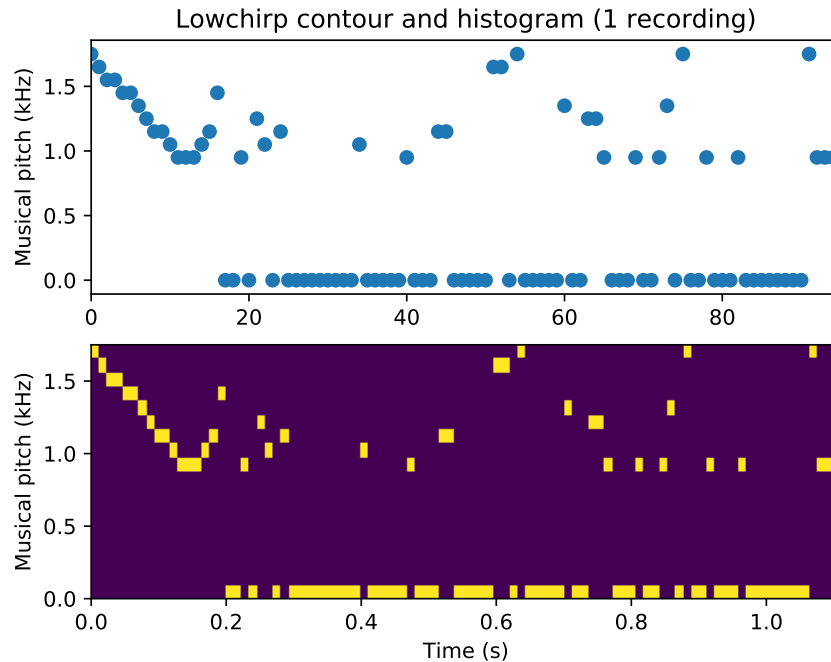 Lowchirp contour and histogram (1 recording)
Musical pitch (kHz)
1.5
1.0
0.5
0.0
0 20 40 60 80
Musical pitch (kHz)
1.5
1.0
0.5
0.0
0.0 0.2 0.4 0.6 0.8 1.0
Time (s)